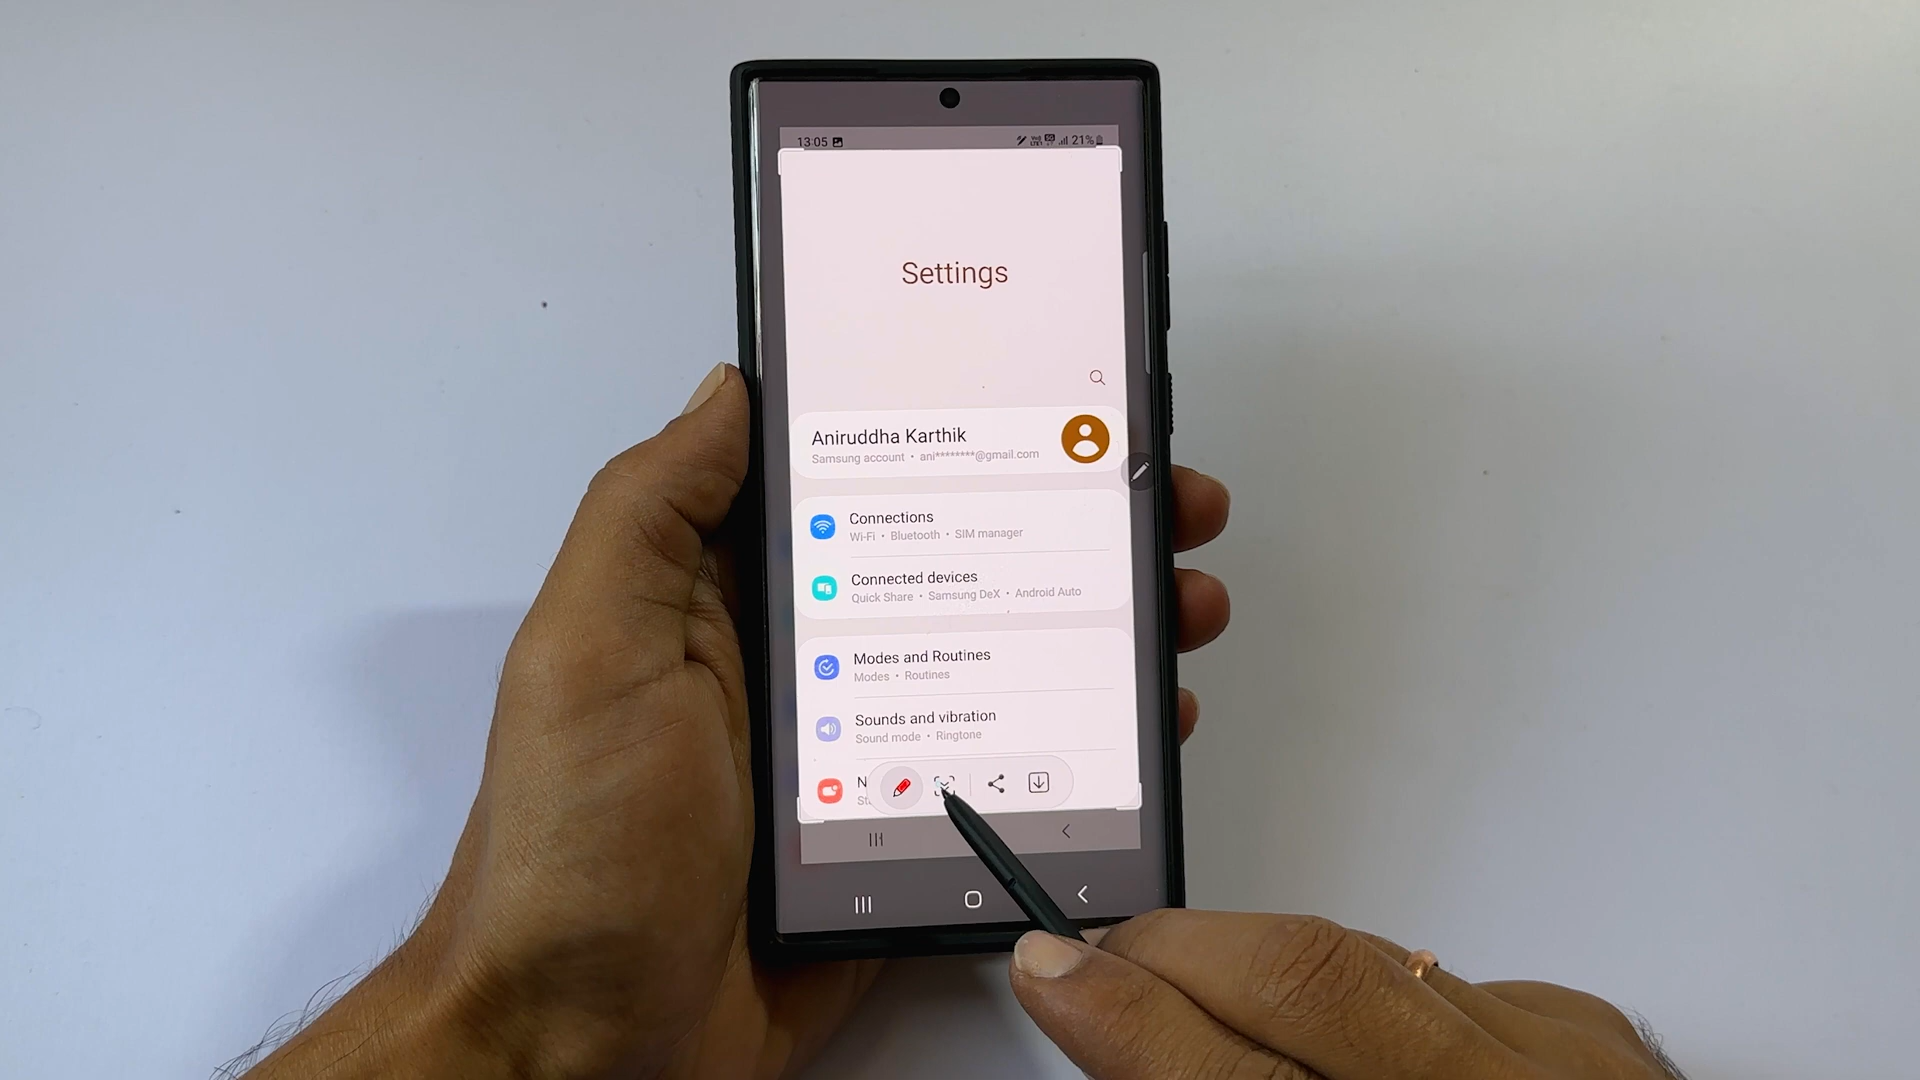 13:05 21%
Settings
Aniruddha Karthik
Samsung account • ani********@gmail.com
Connections
Wi-Fi • Bluetooth • SIM manager
Connected devices
Quick Share • Samsung DeX • Android Auto
Modes and Routines
Modes • Routines
Sounds and vibration
Sound mode • Ringtone
N
St